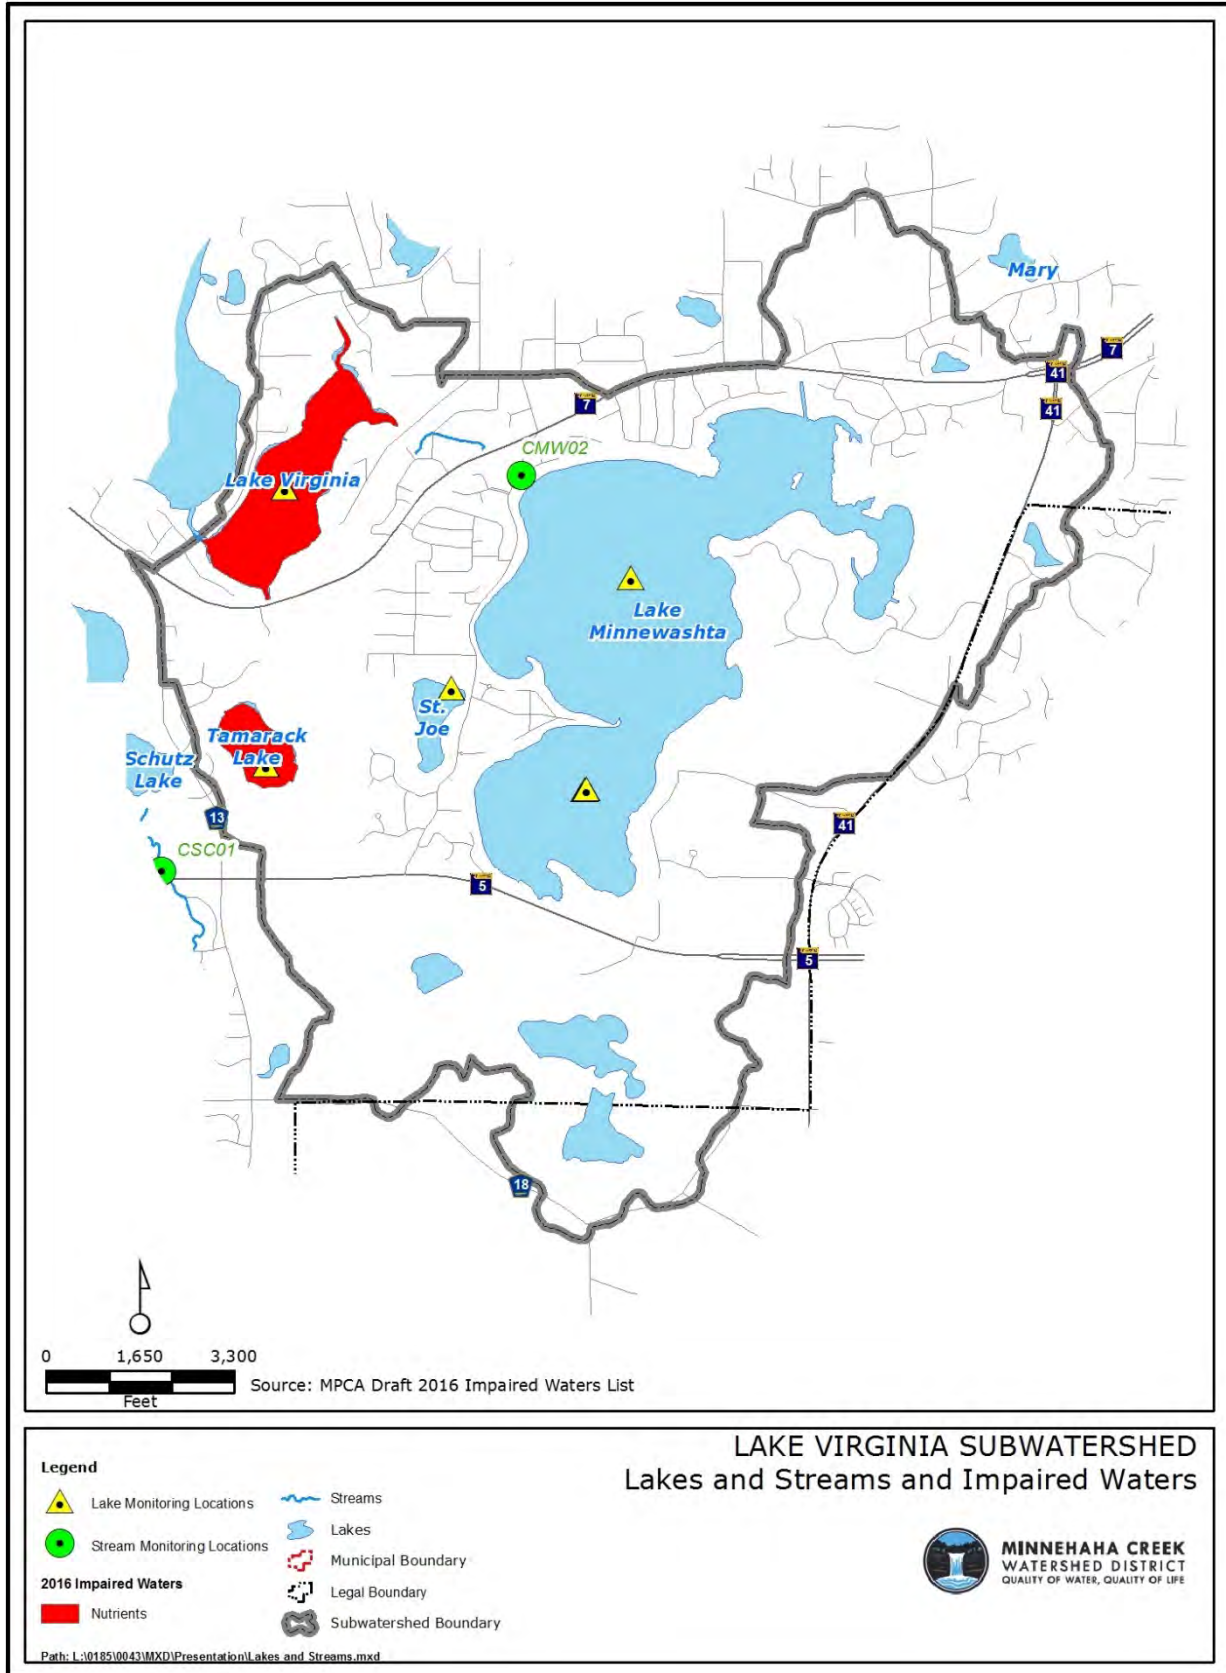 Mary
7
41
41
7
CMW02
Lake Virginia
Lake
Minnewashta
St.
Joe
Tamarack
Lake
Schutz
Lake
13
41
CSC01
5
5
18
0 1,650 3,300
Feet
Source: MPCA Draft 2016 Impaired Waters List
LAKE VIRGINIA SUBWATERSHED
Lakes and Streams and Impaired Waters
Legend
Lake Monitoring Locations
Stream Monitoring Locations
2016 Impaired Waters
Nutrients
Streams
Lakes
Municipal Boundary
Legal Boundary
Subwatershed Boundary
MINNEHAHA CREEK
WATERSHED DISTRICT
QUALITY OF WATER, QUALITY OF LIFE
Path: L:\0185\0043\MXD\Presentation\Lakes and Streams.mxd